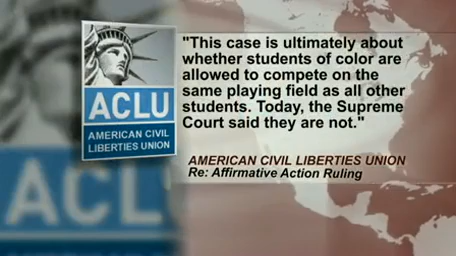 "This case is ultimately about
whether students of color are
allowed to compete on the
same playing field as all other
students. Today, the Supreme
Court said they are not."
ACLU
AMERICAN CIVIL
LIBERTIES UNION
AMERICAN CIVIL LIBERTIES UNION
Re: Affirmative Action Ruling
ACLU